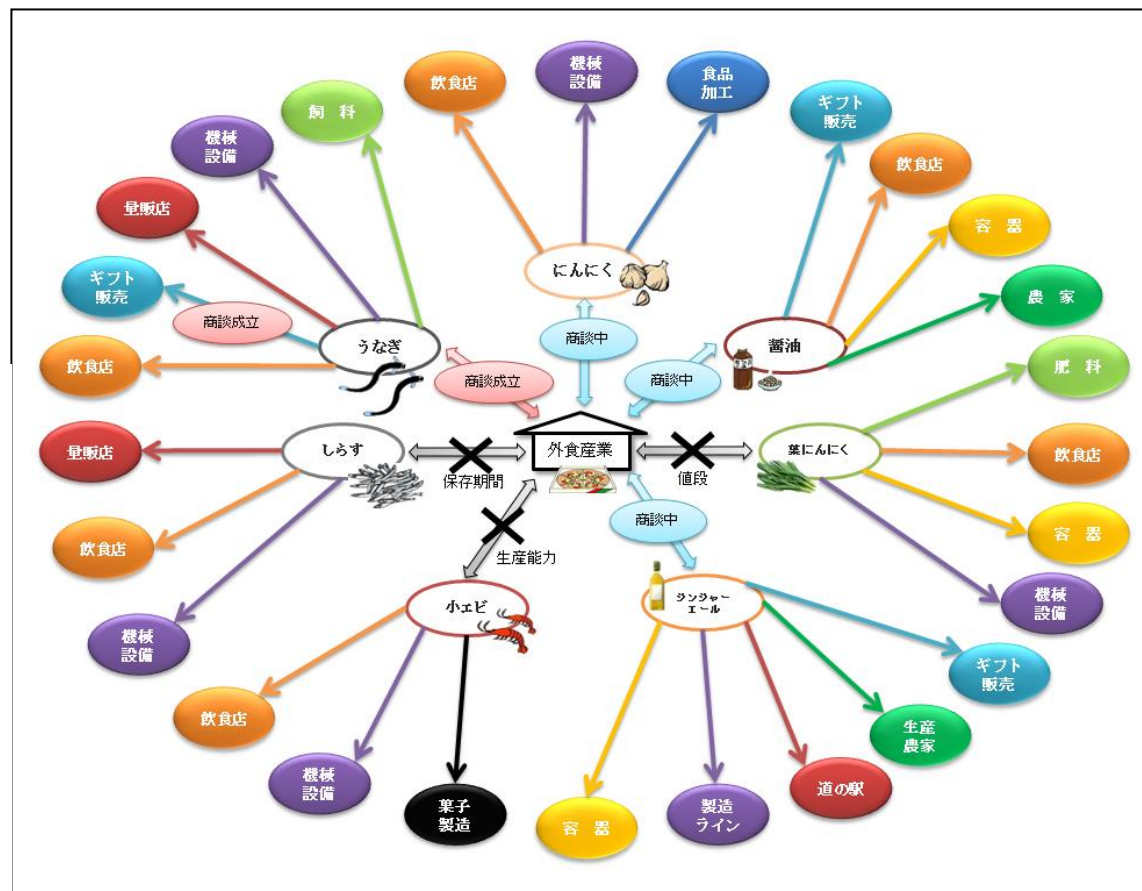 飲食店
機械
設備
食品
加工
ギフト
販売
飼 料
機械
設備
飲食店
量販店
容 器
ギフト
販売
商談成立
にんにく
農 家
うなぎ
商談中
醤油
飲食店
商談成立
商談中
肥 料
量販店
しらす
外食産業
葉にんにく
飲食店
保存期間
値段
飲食店
商談中
容 器
生産能力
機械
設備
小エビ
ジンジャー
エール
機械
設備
ギフト
販売
飲食店
生産
農家
機械
設備
道の駅
菓子
製造
容 器
製造
ライン